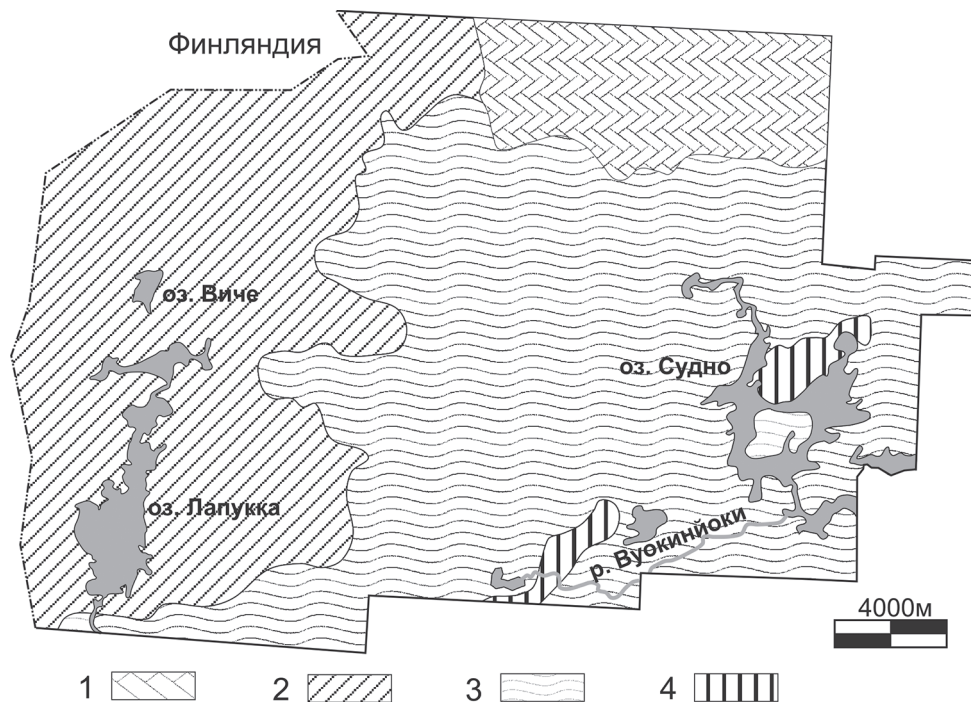 Финляндия
оз. Виче
оз. Судно
оз. Лапукка
р. Вуокинйоки
4000м
1
2
3
4